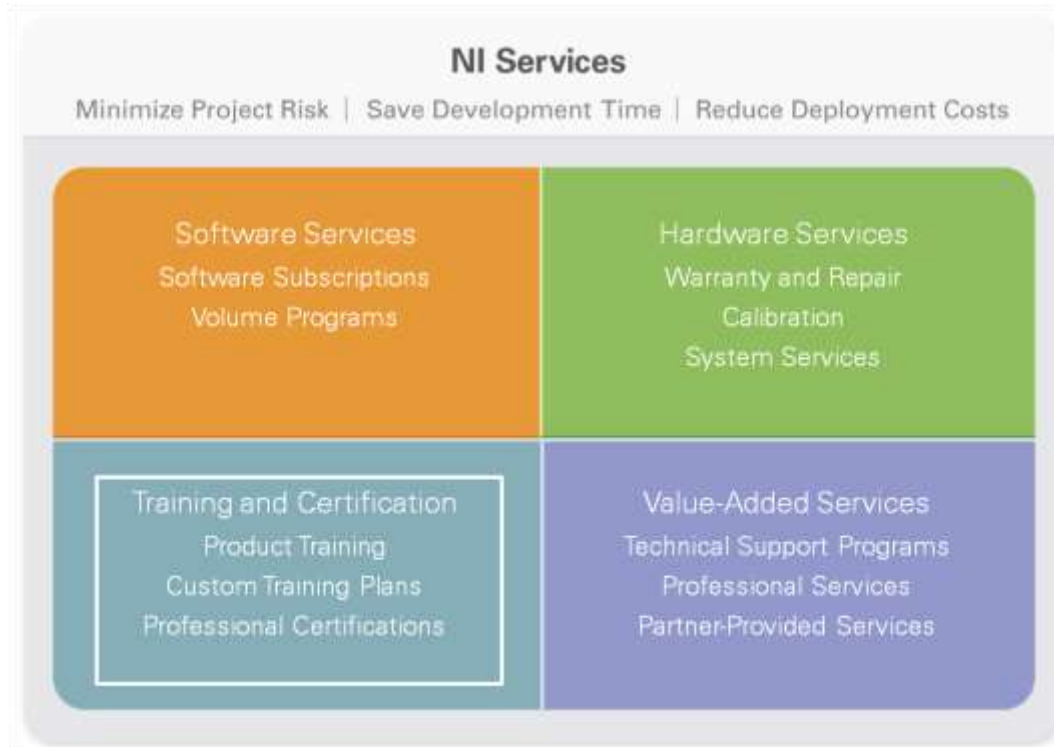 NI Services
Minimize Project Risk | Save Development Time | Reduce Deployment Costs
Software Services
Software Subscriptions
Volume Programs
Hardware Services
Warranty and Repair
Calibration
System Services
Training and Certification
Product Training
Custom Training Plans
Professional Certifications
Value-Added Services
Technical Support Programs
Professional Services
Partner-Provided Services